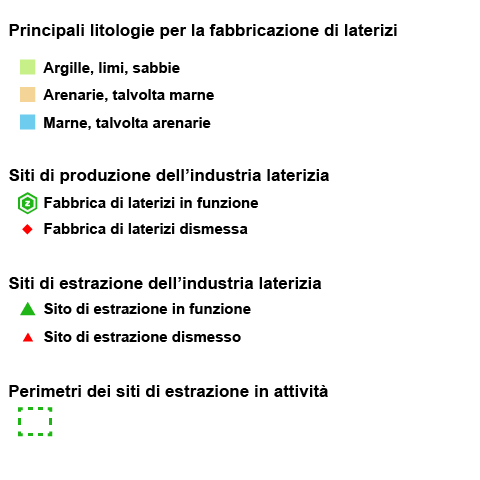 Principali litologie per la fabbricazione di laterizi
Argille, limi, sabbie
Arenarie, talvolta marne
Marne, talvolta arenarie
Siti di produzione dell'industria laterizia
Fabbrica di laterizi in funzione
Fabbrica di laterizi dismessa
Siti di estrazione dell'industria laterizia
Sito di estrazione in funzione
Sito di estrazione dismesso
Perimetri dei siti di estrazione in attività